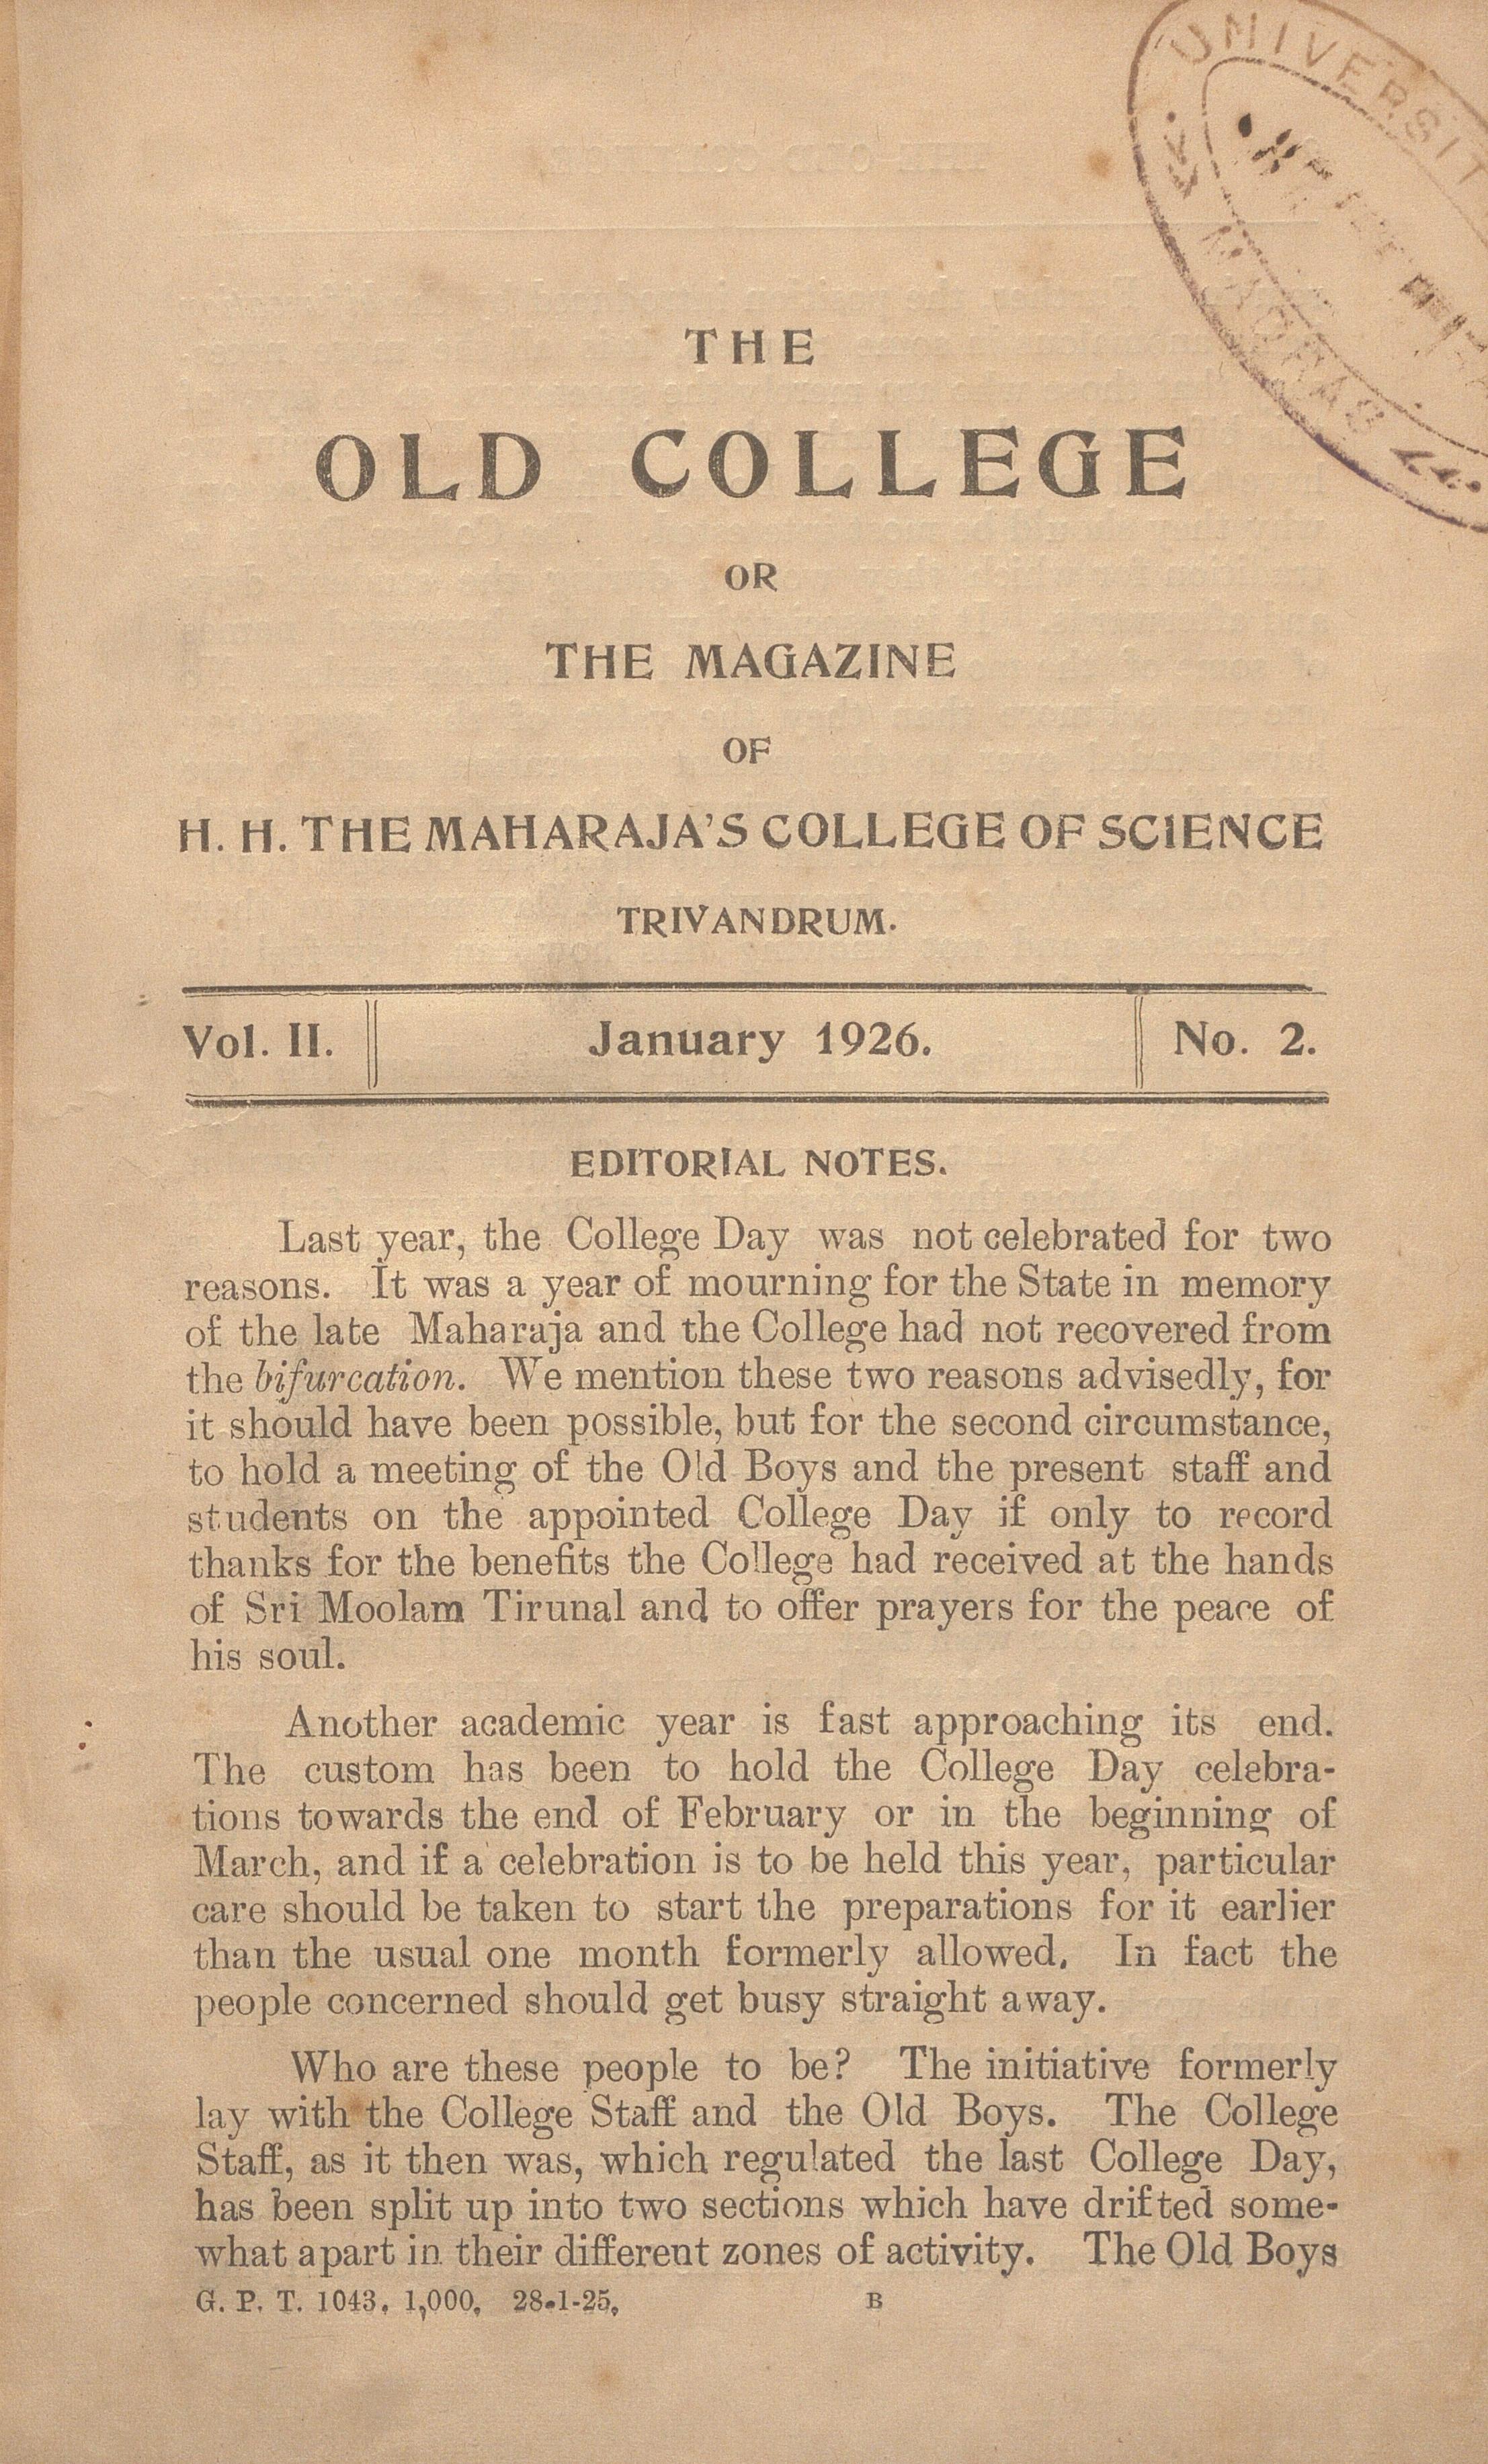 UNIVERSIT
MADRAS
THE
OLD COLLEGE
OR
THE MAGAZINE
OF
H. H. THE MAHARAJA'S COLLEGE OF SCIENCE
TRIVANDRUM.
Vol. II. January 1926. No. 2.
EDITORIAL NOTES.
Last year, the College Day was not celebrated for two
reasons. It was a year of mourning for the State in memory
of the late Maharaja and the College had not recovered from
the bifurcation. We mention these two reasons advisedly, for
it should have been possible, but for the second circumstance,
to hold a meeting of the Old Boys and the present staff and
students on the appointed College Day if only to record
thanks for the benefits the College had received at the hands
of Sri Moolam Tirunal and to offer prayers for the peace of
his soul.
Another academic year is fast approaching its end.
The custom has been to hold the College Day celebra-
tions towards the end of February or in the beginning of
March, and if a celebration is to be held this year, particular
care should be taken to start the preparations for it earlier
than the usual one month formerly allowed. In fact the
people concerned should get busy straight away.
Who are these people to be? The initiative formerly
lay with the College Staff and the Old Boys. The College
Staff, as it then was, which regulated the last College Day,
has been split up into two sections which have drifted some-
what apart in their different zones of activity. The Old Boys
G. P. T. 1043. 1,000. 28-1-25, B